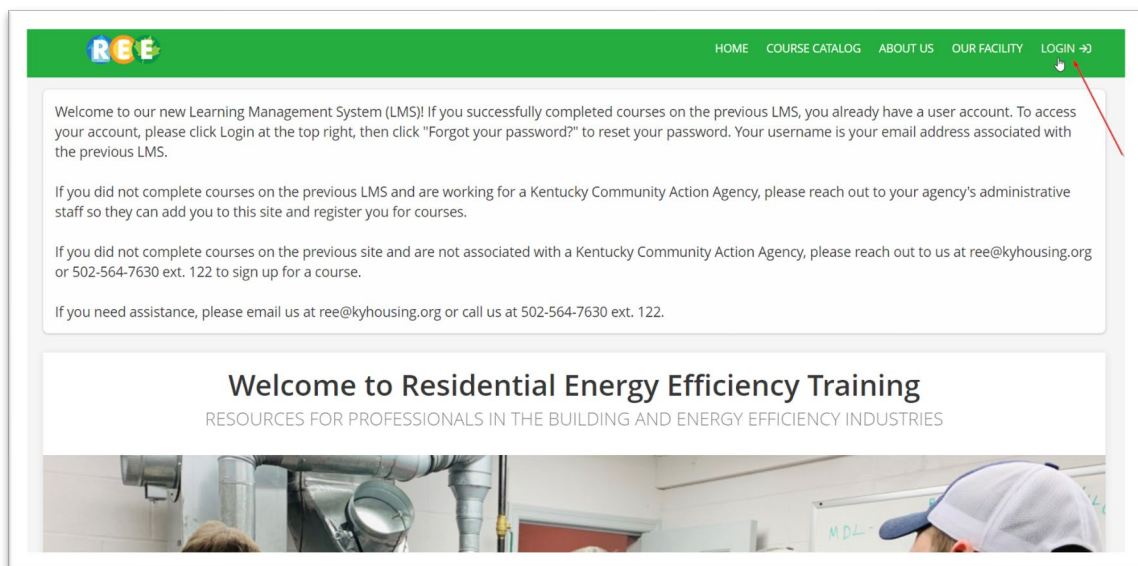 REE
HOME COURSE CATALOG ABOUT US OUR FACILITY LOGIN
Welcome to our new Learning Management System (LMS)! If you successfully completed courses on the previous LMS, you already have a user account. To access
your account, please click Login at the top right, then click "Forgot your password?" to reset your password. Your username is your email address associated with
the previous LMS.
If you did not complete courses on the previous LMS and are working for a Kentucky Community Action Agency, please reach out to your agency's administrative
staff so they can add you to this site and register you for courses.
If you did not complete courses on the previous site and are not associated with a Kentucky Community Action Agency, please reach out to us at ree@kyhousing.org
or 502-564-7630 ext. 122 to sign up for a course.
If you need assistance, please email us at ree@kyhousing.org or call us at 502-564-7630 ext. 122.
Welcome to Residential Energy Efficiency Training
RESOURCES FOR PROFESSIONALS IN THE BUILDING AND ENERGY EFFICIENCY INDUSTRIES
MDL -